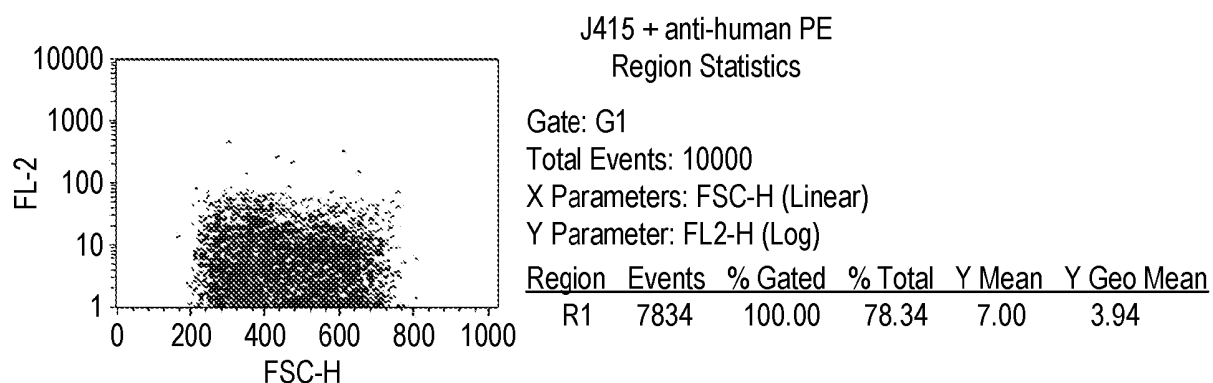 J415 + anti-human PE
Region Statistics
10000
1000
100
10
1
FL-2
0 200 400 600 800 1000
FSC-H
Gate: G1
Total Events: 10000
X Parameters: FSC-H (Linear)
Y Parameter: FL2-H (Log)
Region Events % Gated % Total Y Mean Y Geo Mean
R1 7834 100.00 78.34 7.00 3.94